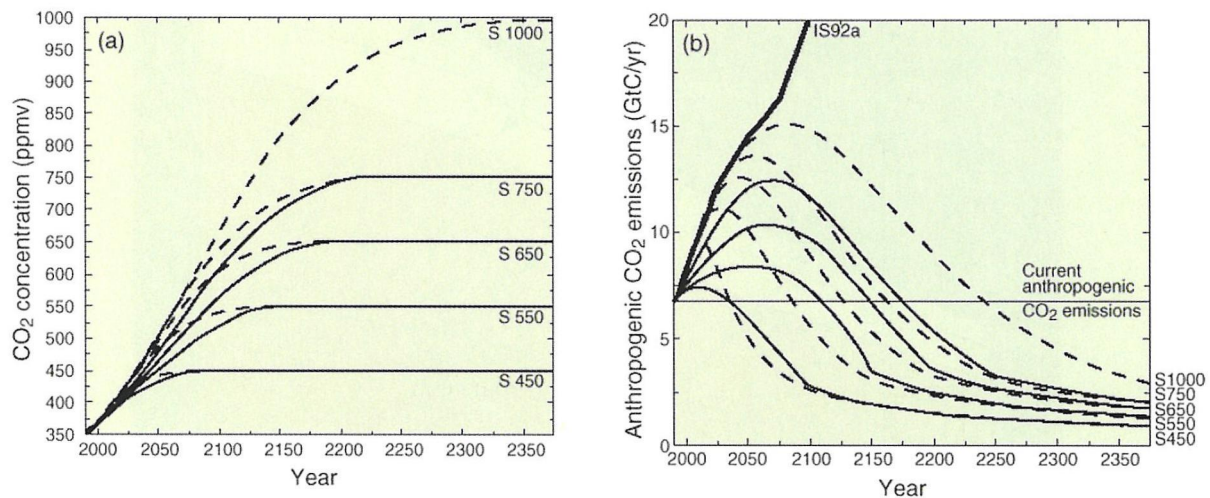 (a)
CO₂ concentration (ppmv)
1000
950
900
850
800
750
700
650
600
550
500
450
400
350
S 1000
S 750
S 650
S 550
S 450
2000 2050 2100 2150 2200 2250 2300 2350
Year
(b)
Anthropogenic CO₂ emissions (GtC/yr)
20
15
10
5
0
IS92a
Current
anthropogenic
CO₂ emissions
S1000
S750
S650
S550
S450
2000 2050 2100 2150 2200 2250 2300 2350
Year